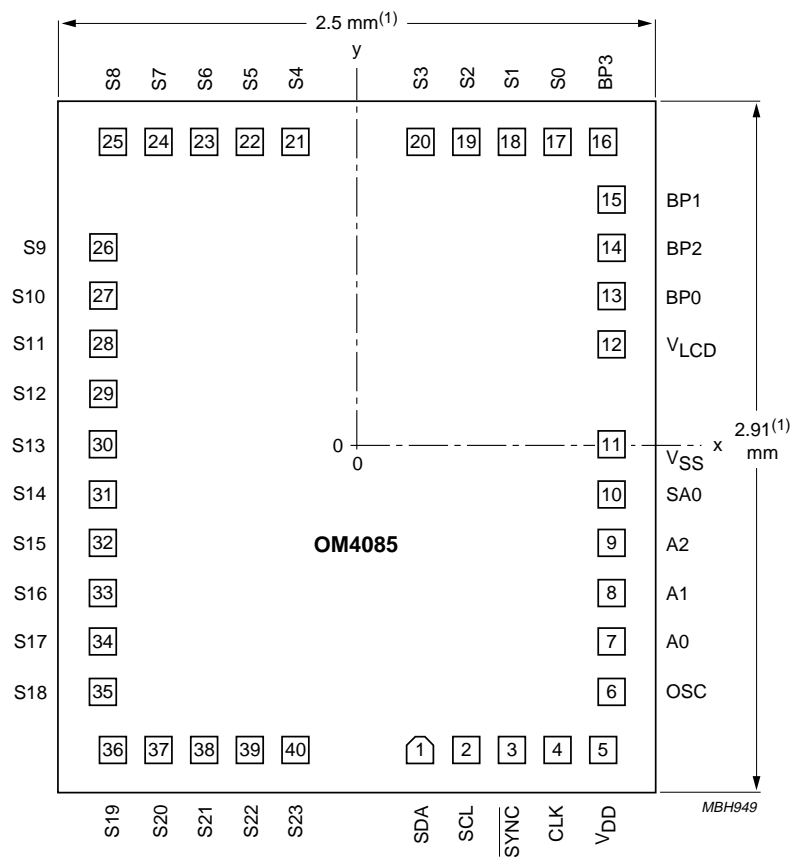 2.5 mm(1)
y
S8 S7 S6 S5 S4 S3 S2 S1 S0 BP3
25 24 23 22 21 20 19 18 17 16
15 BP1
S9 26 14 BP2
S10 27 13 BP0
S11 28 12 VLCD
S12 29
S13 30 0 11 x 2.91(1)
0 VSS mm
S14 31 10 SA0
S15 32 OM4085 9 A2
S16 33 8 A1
S17 34 7 A0
S18 35 6 OSC
36 37 38 39 40 1 2 3 4 5
S19 S20 S21 S22 S23 SDA SCL SYNC CLK VDD
MBH949